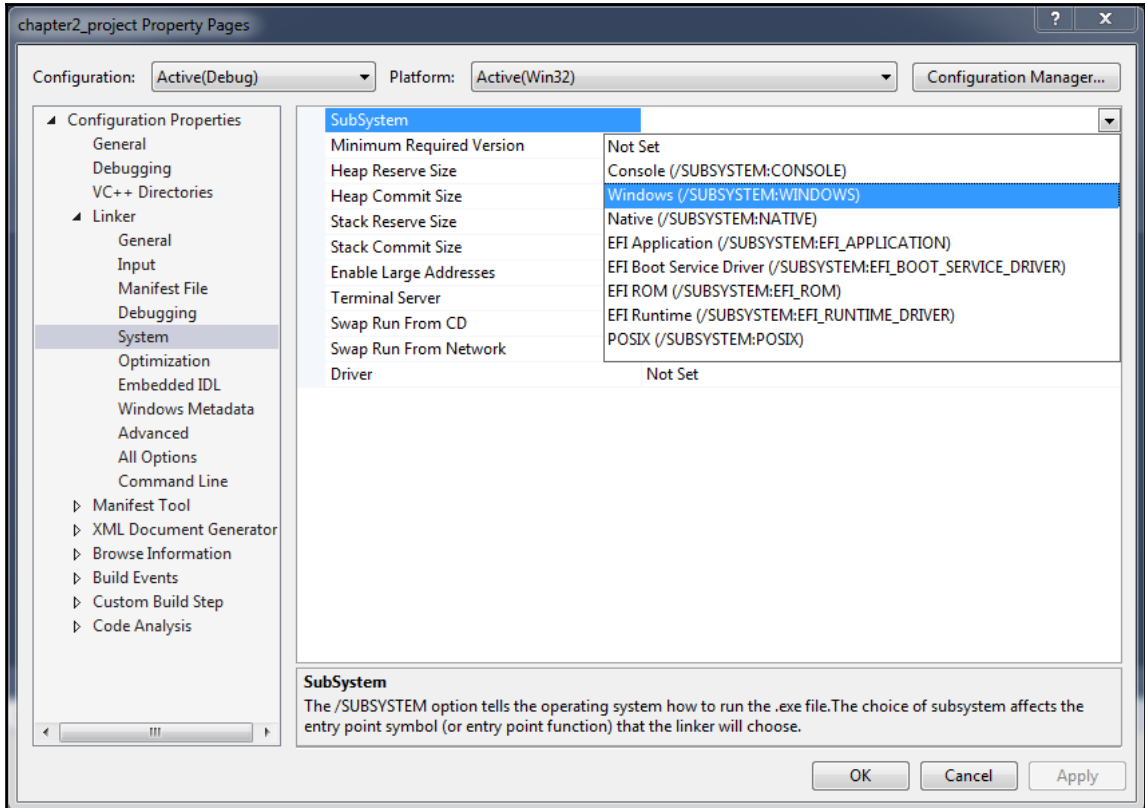 chapter2_project Property Pages
? X
Configuration: Active(Debug) Platform: Active(Win32) Configuration Manager...
Configuration Properties
General
Debugging
VC++ Directories
Linker
General
Input
Manifest File
Debugging
System
Optimization
Embedded IDL
Windows Metadata
Advanced
All Options
Command Line
Manifest Tool
XML Document Generator
Browse Information
Build Events
Custom Build Step
Code Analysis
SubSystem
Minimum Required Version
Heap Reserve Size
Heap Commit Size
Stack Reserve Size
Stack Commit Size
Enable Large Addresses
Terminal Server
Swap Run From CD
Swap Run From Network
Driver Not Set
Not Set
Console (/SUBSYSTEM:CONSOLE)
Windows (/SUBSYSTEM:WINDOWS)
Native (/SUBSYSTEM:NATIVE)
EFI Application (/SUBSYSTEM:EFI_APPLICATION)
EFI Boot Service Driver (/SUBSYSTEM:EFI_BOOT_SERVICE_DRIVER)
EFI ROM (/SUBSYSTEM:EFI_ROM)
EFI Runtime (/SUBSYSTEM:EFI_RUNTIME_DRIVER)
POSIX (/SUBSYSTEM:POSIX)
SubSystem
The /SUBSYSTEM option tells the operating system how to run the .exe file.The choice of subsystem affects the
entry point symbol (or entry point function) that the linker will choose.
OK Cancel Apply